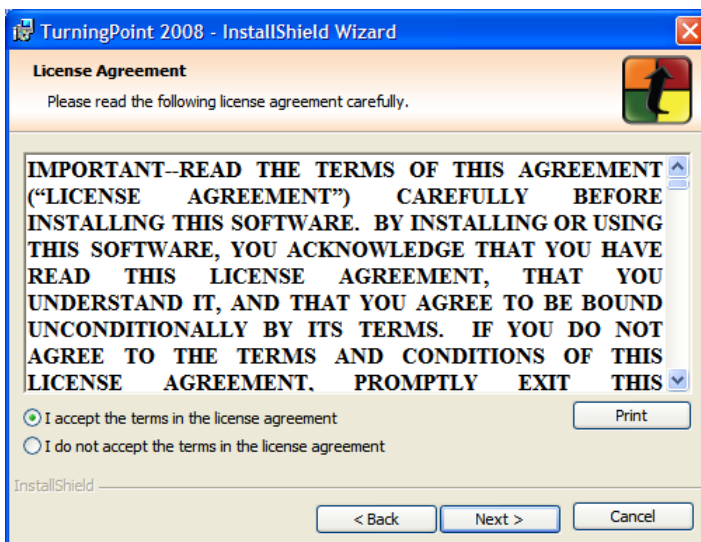 TurningPoint 2008 - InstallShield Wizard
License Agreement
Please read the following license agreement carefully.
IMPORTANT--READ THE TERMS OF THIS AGREEMENT
(“LICENSE AGREEMENT”) CAREFULLY BEFORE
INSTALLING THIS SOFTWARE. BY INSTALLING OR USING
THIS SOFTWARE, YOU ACKNOWLEDGE THAT YOU HAVE
READ THIS LICENSE AGREEMENT, THAT YOU
UNDERSTAND IT, AND THAT YOU AGREE TO BE BOUND
UNCONDITIONALLY BY ITS TERMS. IF YOU DO NOT
AGREE TO THE TERMS AND CONDITIONS OF THIS
LICENSE AGREEMENT, PROMPTLY EXIT THIS
I accept the terms in the license agreement
Print
I do not accept the terms in the license agreement
InstallShield
< Back
Next >
Cancel